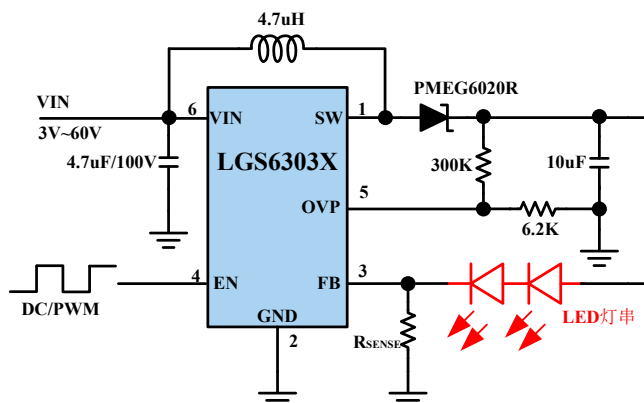 4.7uH
VIN
3V~60V
4.7uF/100V
6
VIN
SW
1
PMEG6020R
LGS6303X
300K
10uF
OVP
5
6.2K
DC/PWM
4
EN
FB
3
GND
2
RSENSE
LED灯串